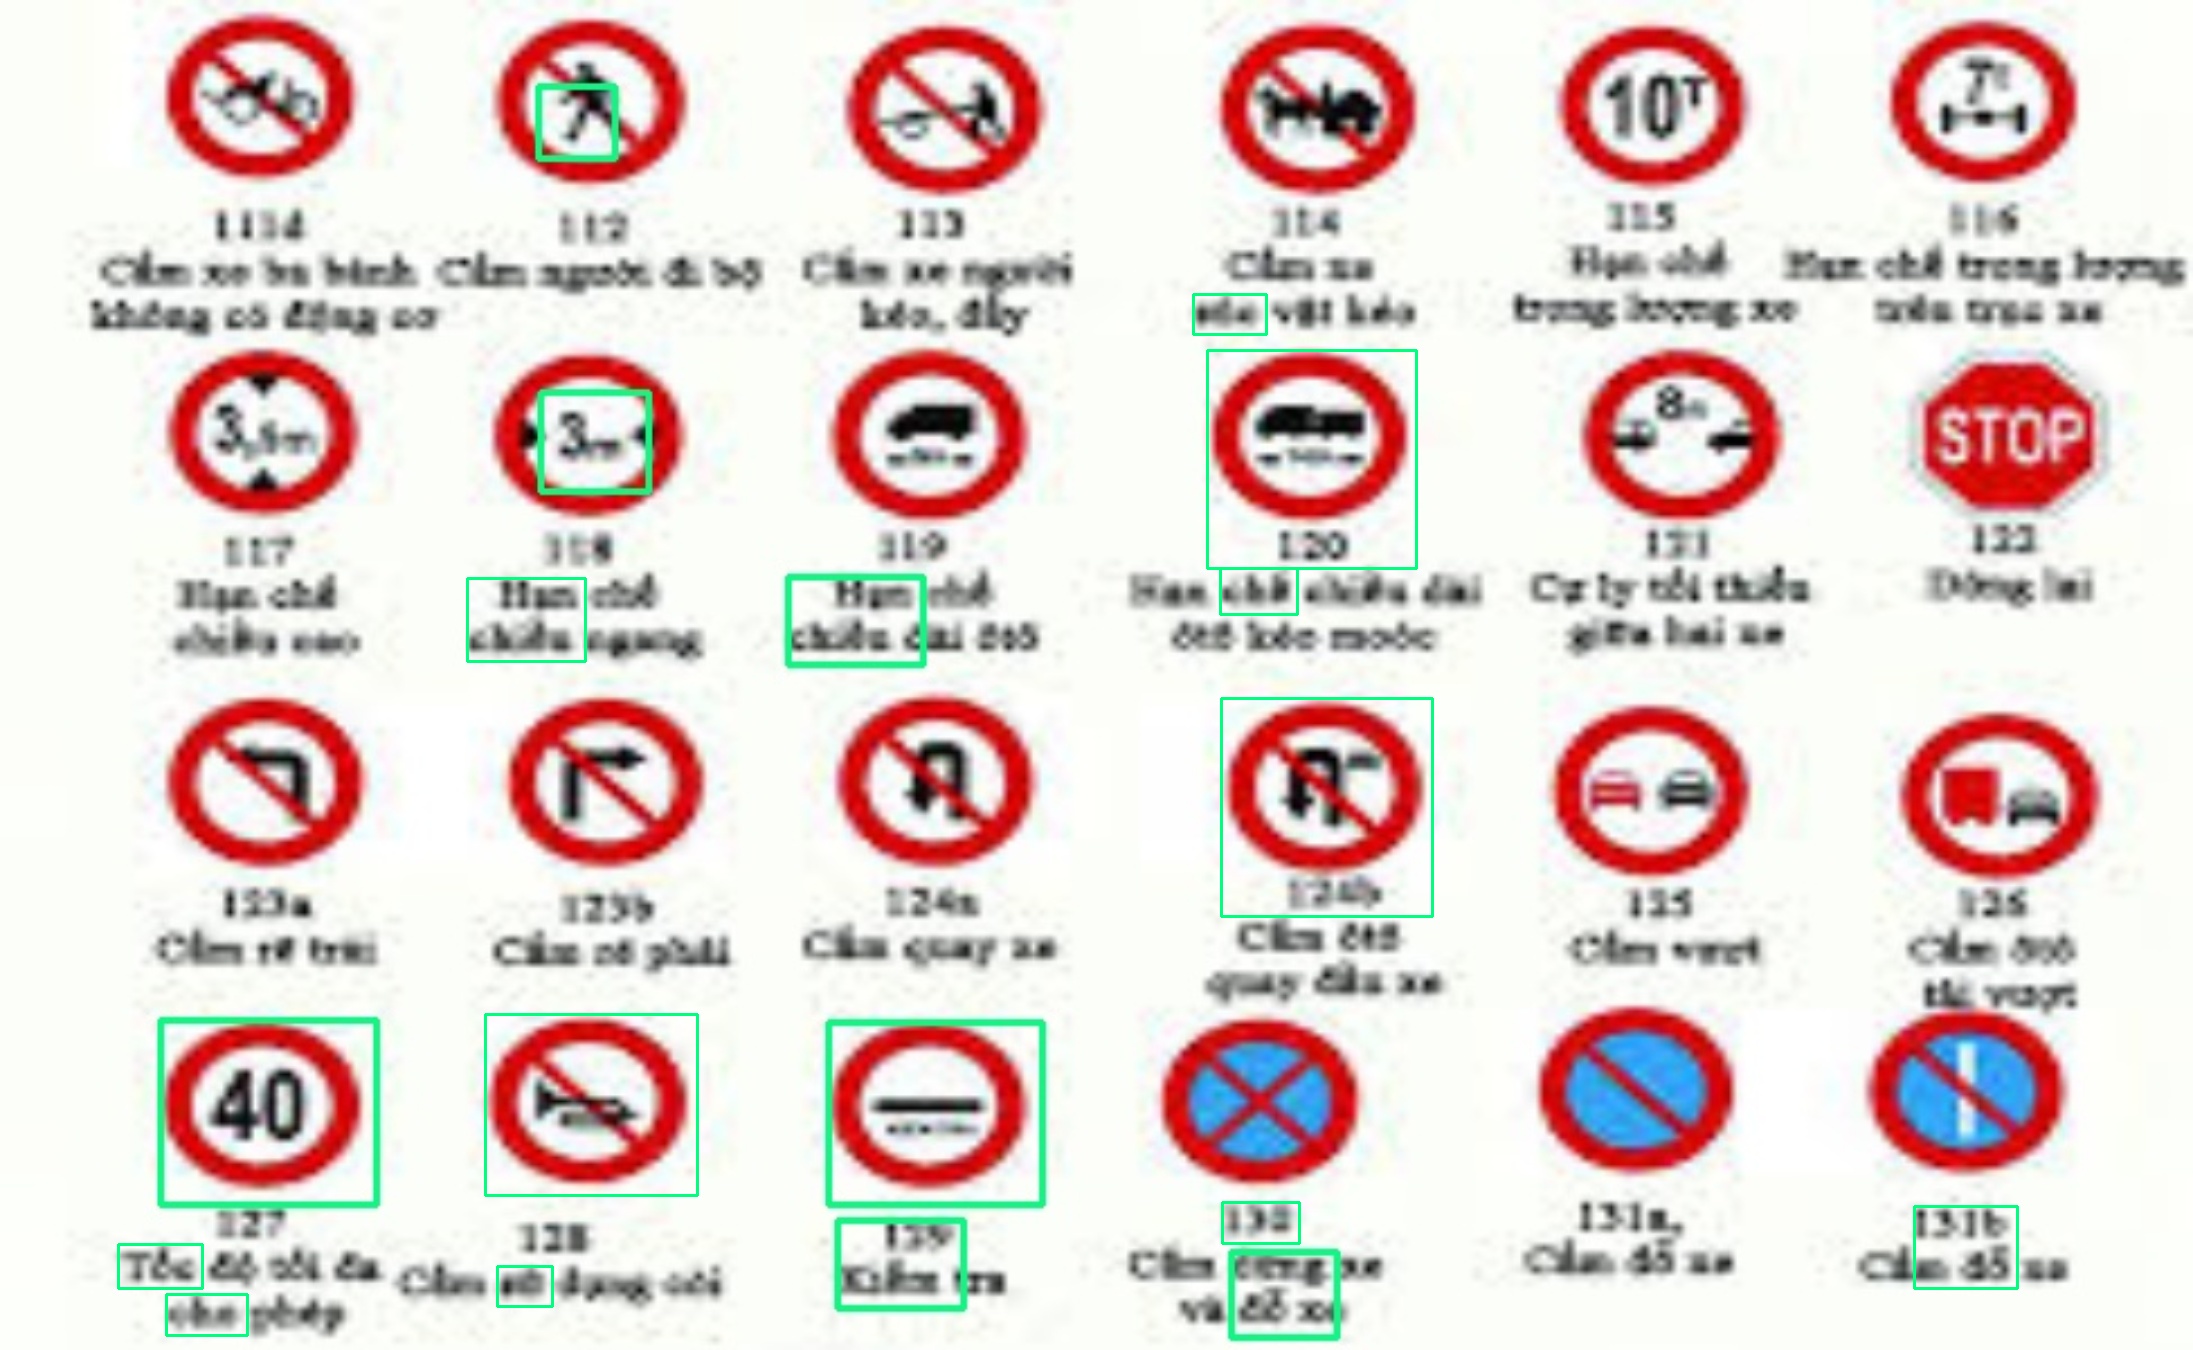 10T
7t
111d
112
113
114
115
116
Cấm xe ba bánh
không có động cơ
Cấm người đi bộ
Cấm xe người
kéo, đẩy
Cấm xe
súc vật kéo
Hạn chế
trọng lượng xe
Hạn chế trọng lượng
trên trục xe
3,5m
3m
8m
STOP
117
118
119
120
121
122
Hạn chế
chiều cao
Hạn chế
chiều ngang
Hạn chế
chiều dài ôtô
Hạn chế chiều dài
ôtô kéo moóc
Cự ly tối thiểu
giữa hai xe
Dừng lại
123a
123b
124a
124b
125
126
Cấm rẽ trái
Cấm rẽ phải
Cấm quay xe
Cấm ôtô
quay đầu xe
Cấm vượt
Cấm ôtô
tải vượt
40
127
128
129
130
131a,
131b
Tốc độ tối đa
cho phép
Cấm sử dụng còi
Kiểm tra
Cấm dừng xe
và đỗ xe
Cấm đỗ xe
Cấm đỗ xe